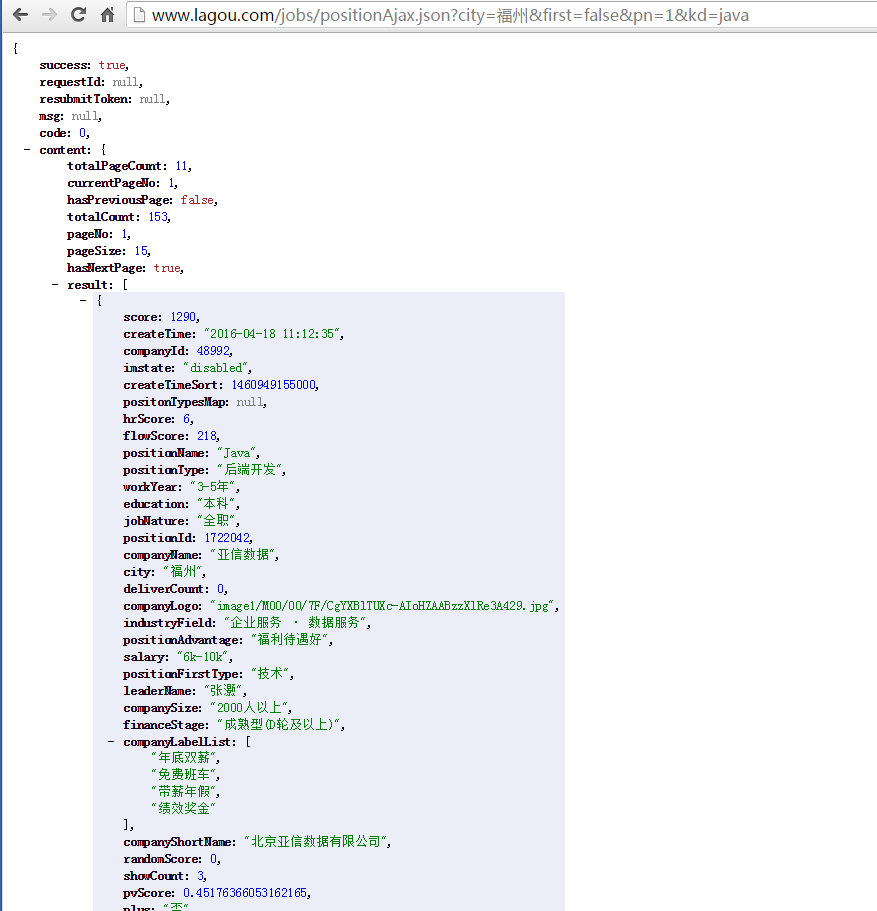 www.lagou.com/jobs/positionAjax.json?city=福州&first=false&pn=1&kd=java
{
success: true,
requestId: null,
resubmitToken: null,
msg: null,
code: 0,
- content: {
totalPageCount: 11,
currentPageNo: 1,
hasPreviousPage: false,
totalCount: 153,
pageNo: 1,
pageSize: 15,
hasNextPage: true,
- result: [
- {
score: 1290,
createTime: "2016-04-18 11:12:35",
companyId: 48992,
imstate: "disabled",
createTimeSort: 1460949155000,
positonTypesMap: null,
hrScore: 6,
flowScore: 218,
positionName: "Java",
positionType: "后端开发",
workYear: "3-5年",
education: "本科",
jobNature: "全职",
positionId: 1722042,
companyName: "亚信数据",
city: "福州",
deliverCount: 0,
companyLogo: "image1/M00/00/7F/CgYXBlTUXc-AIoHZAABzzXlRe3A429.jpg",
industryField: "企业服务 · 数据服务",
positionAdvantage: "福利待遇好",
salary: "6k-10k",
positionFirstType: "技术",
leaderName: "张灏",
companySize: "2000人以上",
financeStage: "成熟型(D轮及以上)",
- companyLabelList: [
"年底双薪",
"免费班车",
"带薪年假",
"绩效奖金"
],
companyShortName: "北京亚信数据有限公司",
randomScore: 0,
showCount: 3,
pvScore: 0.45176366053162165,
plus: "否"